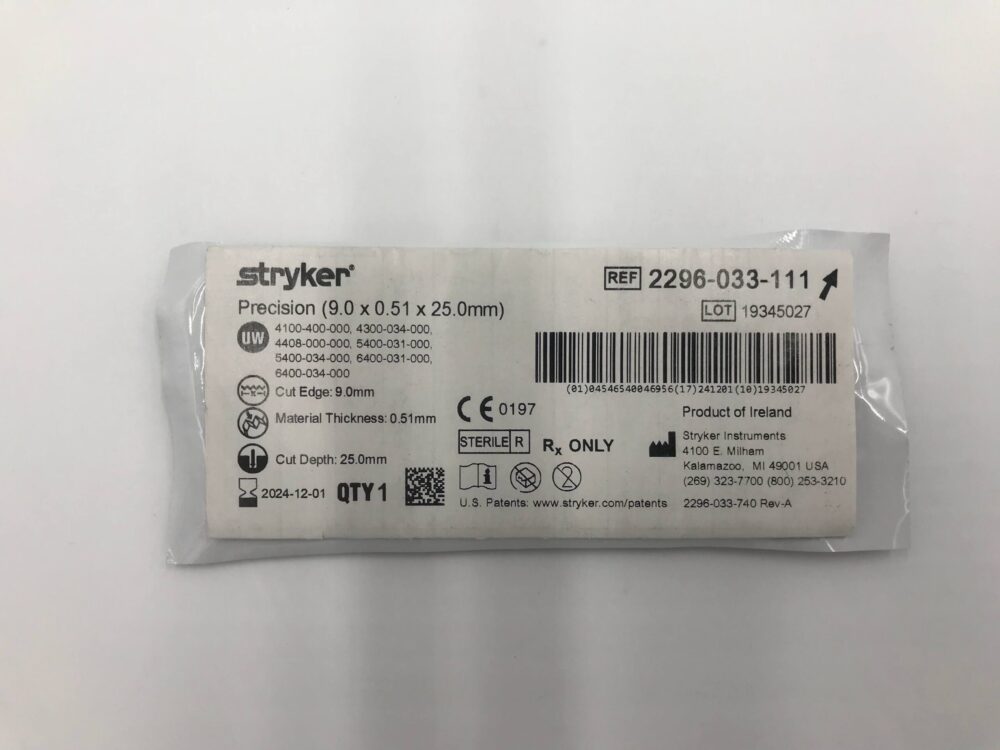 stryker®
Precision (9.0 x 0.51 x 25.0mm)
UW
4100-400-000, 4300-034-000,
4408-000-000, 5400-031-000,
5400-034-000, 6400-031-000,
6400-034-000
Cut Edge: 9.0mm
Material Thickness: 0.51mm
Cut Depth: 25.0mm
2024-12-01 QTY 1
REF 2296-033-111
LOT 19345027
(01)04546540046956(17)241201(10)19345027
CE 0197
STERILE R Rx ONLY
i 2
U.S. Patents: www.stryker.com/patents
Product of Ireland
Stryker Instruments
4100 E. Milham
Kalamazoo, MI 49001 USA
(269) 323-7700 (800) 253-3210
2296-033-740 Rev-A